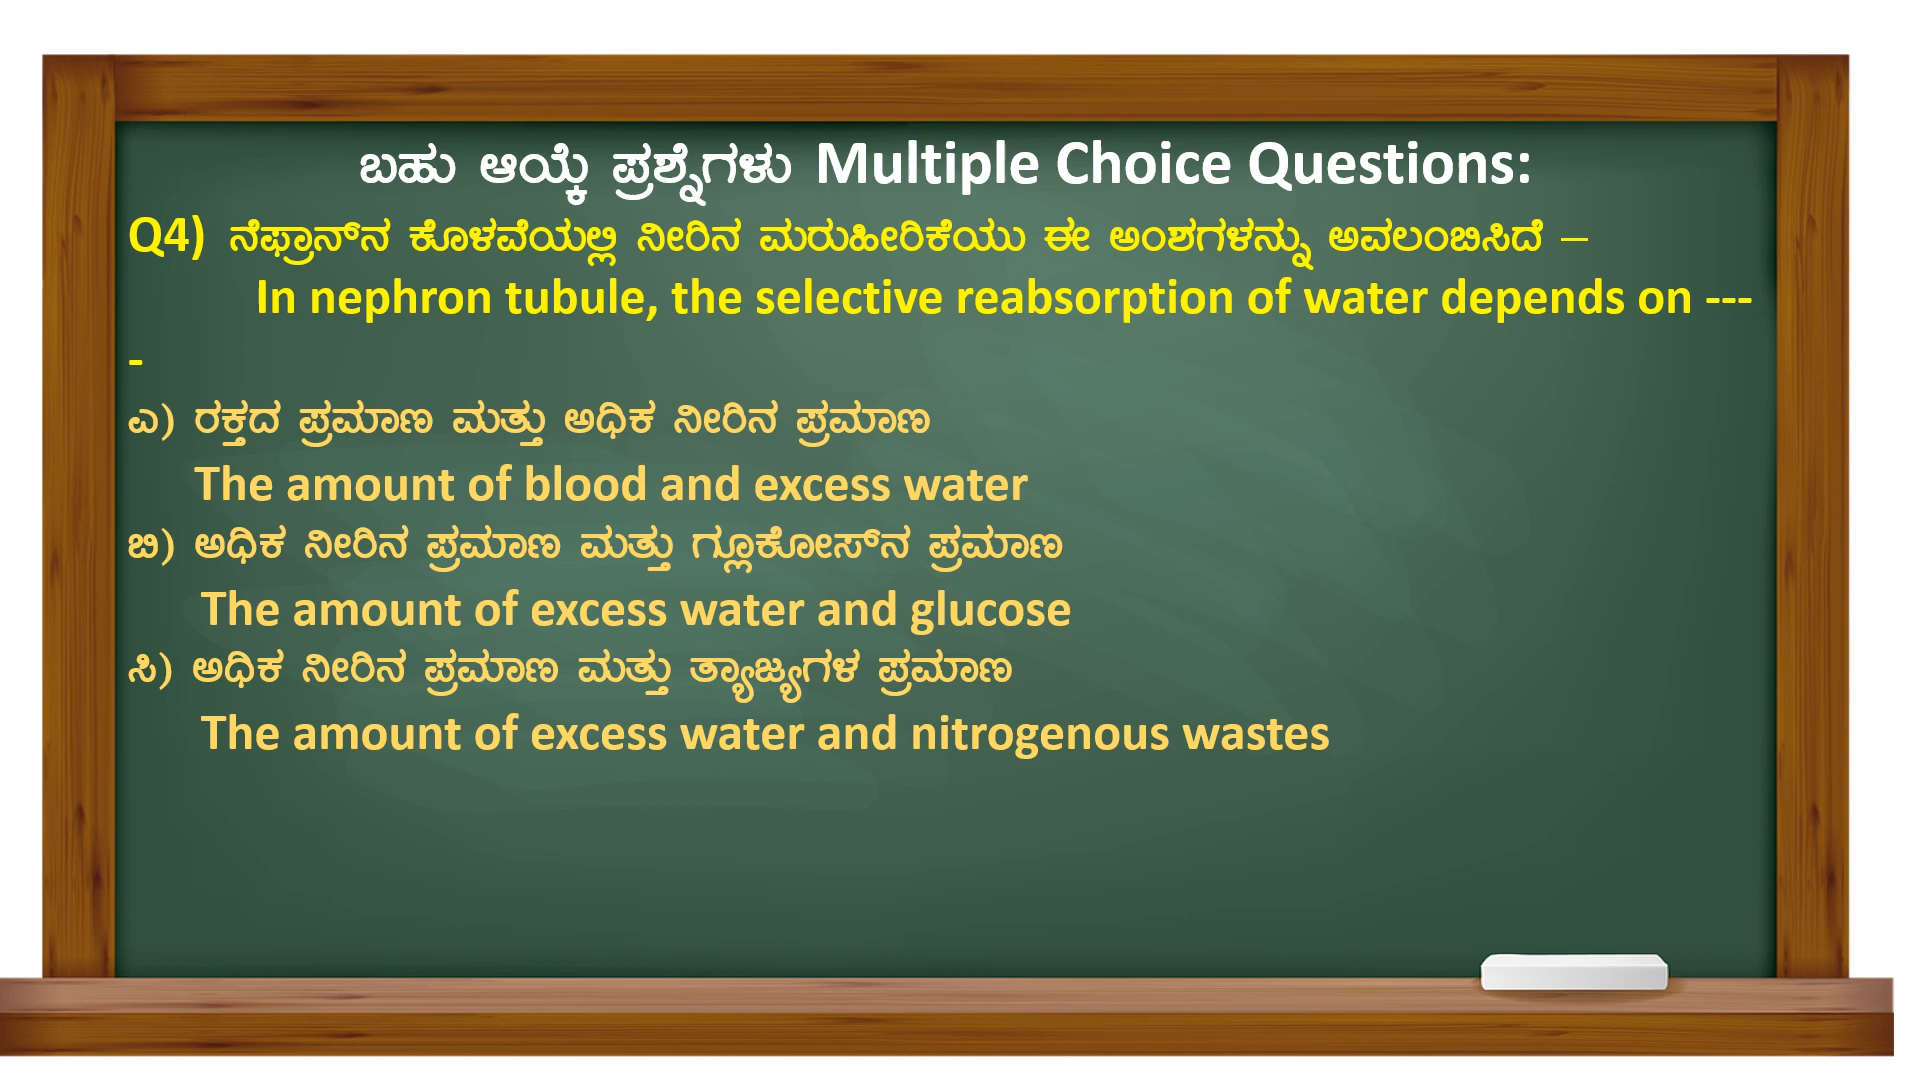 ಬಹು ಆಯ್ಕೆ ಪ್ರಶ್ನೆಗಳು Multiple Choice Questions:
Q4) ನೆಫ್ರಾನ್‌ನ ಕೊಳವೆಯಲ್ಲಿ ನೀರಿನ ಮರುಹೀರಿಕೆಯು ಈ ಅಂಶಗಳನ್ನು ಅವಲಂಬಿಸಿದೆ –
In nephron tubule, the selective reabsorption of water depends on ---
-
ಎ) ರಕ್ತದ ಪ್ರಮಾಣ ಮತ್ತು ಅಧಿಕ ನೀರಿನ ಪ್ರಮಾಣ
The amount of blood and excess water
ಬಿ) ಅಧಿಕ ನೀರಿನ ಪ್ರಮಾಣ ಮತ್ತು ಗ್ಲೂಕೋಸ್‌ನ ಪ್ರಮಾಣ
The amount of excess water and glucose
ಸಿ) ಅಧಿಕ ನೀರಿನ ಪ್ರಮಾಣ ಮತ್ತು ತ್ಯಾಜ್ಯಗಳ ಪ್ರಮಾಣ
The amount of excess water and nitrogenous wastes